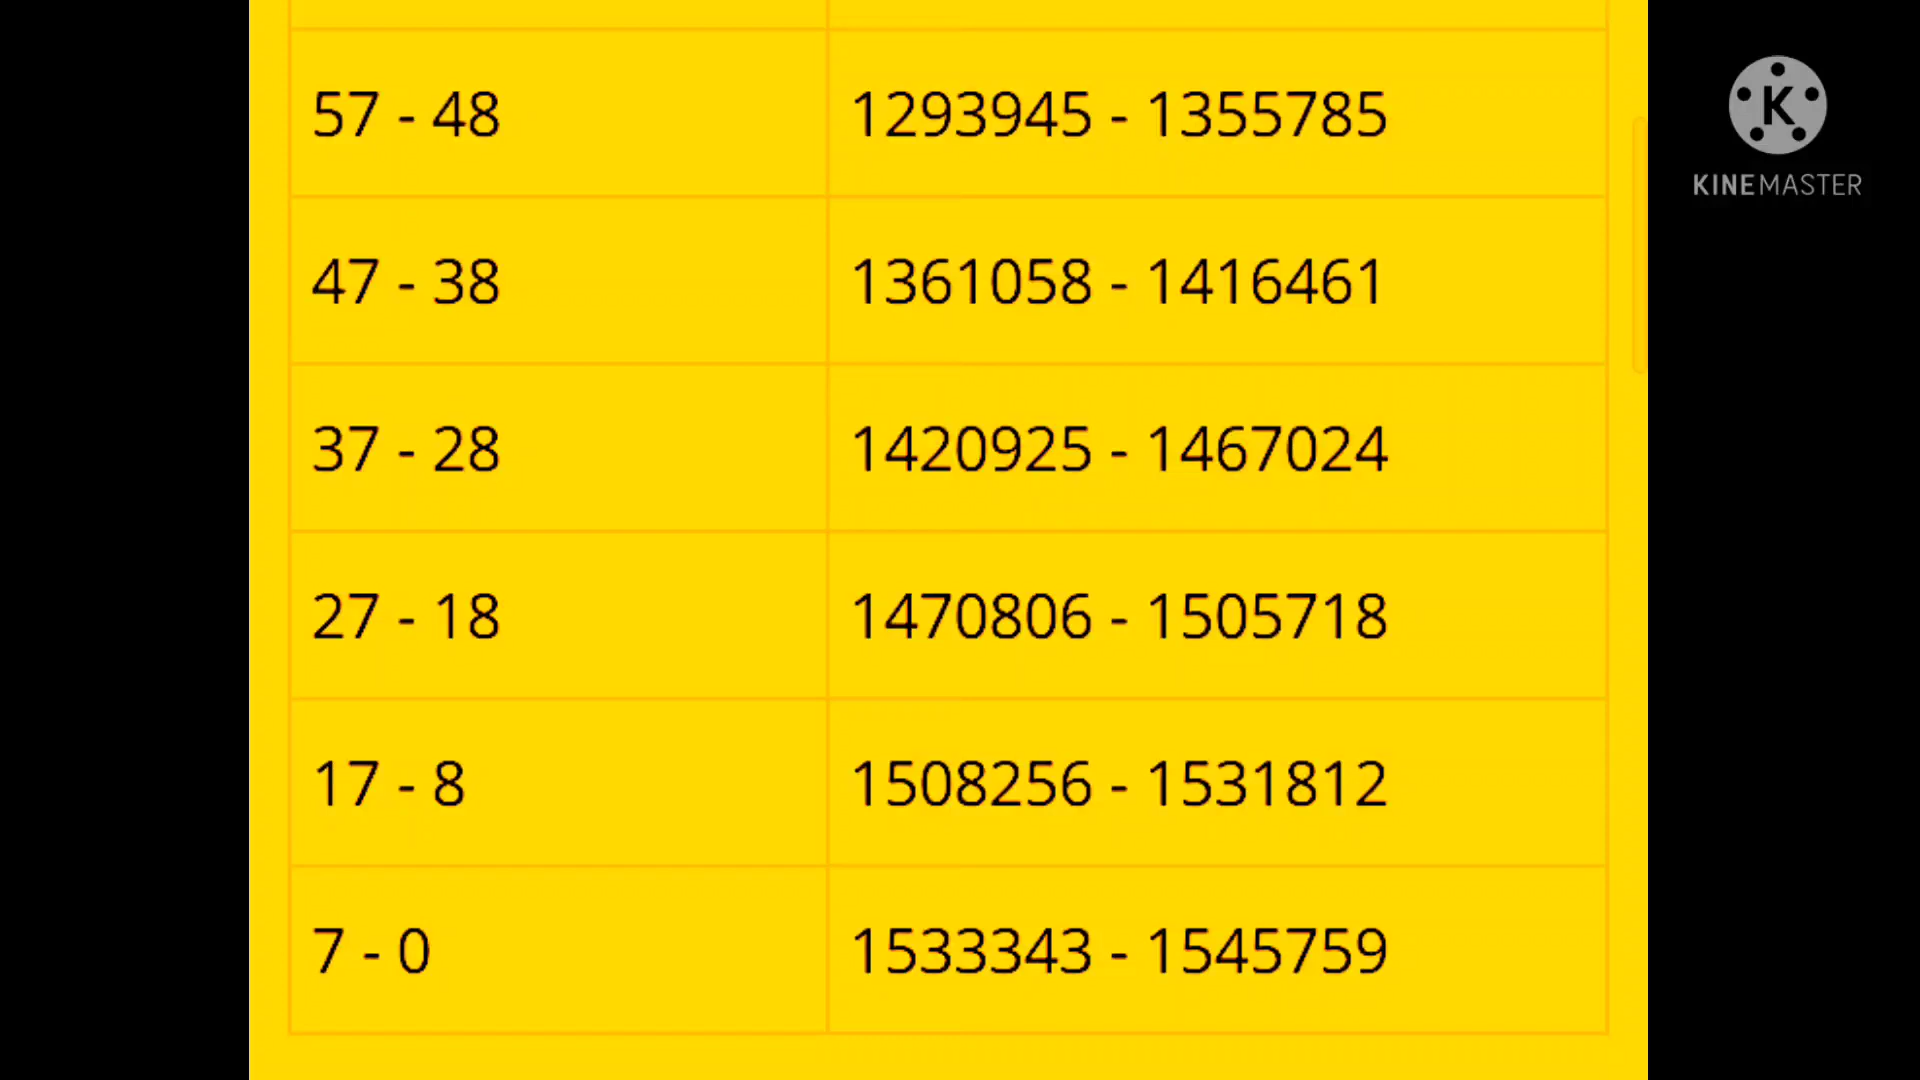 57 - 48 1293945 - 1355785
47 - 38 1361058 - 1416461
37 - 28 1420925 - 1467024
27 - 18 1470806 - 1505718
17 - 8 1508256 - 1531812
7 - 0 1533343 - 1545759
K
KINEMASTER